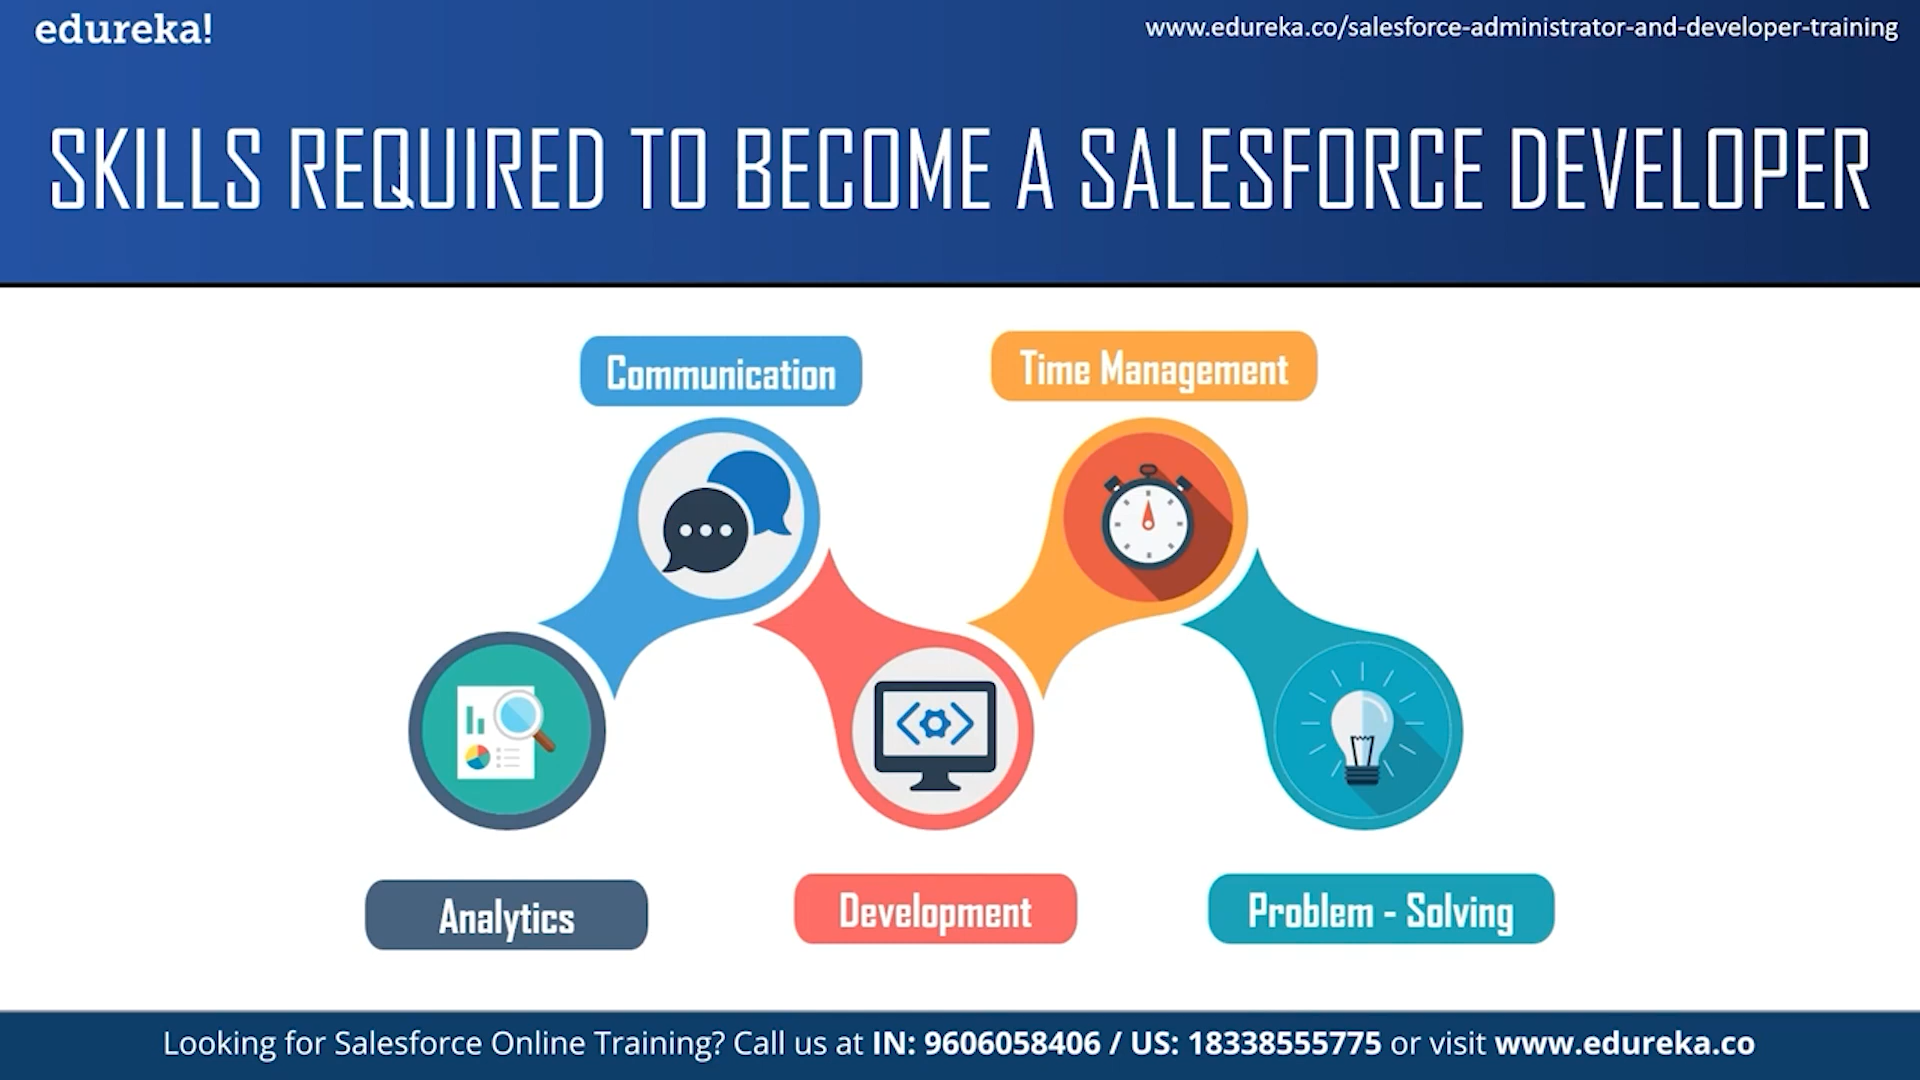 edureka!
www.edureka.co/salesforce-administrator-and-developer-training
SKILLS REQUIRED TO BECOME A SALESFORCE DEVELOPER
Communication
Time Management
Analytics
Development
Problem - Solving
Looking for Salesforce Online Training? Call us at IN: 9606058406 / US: 18338555775 or visit www.edureka.co